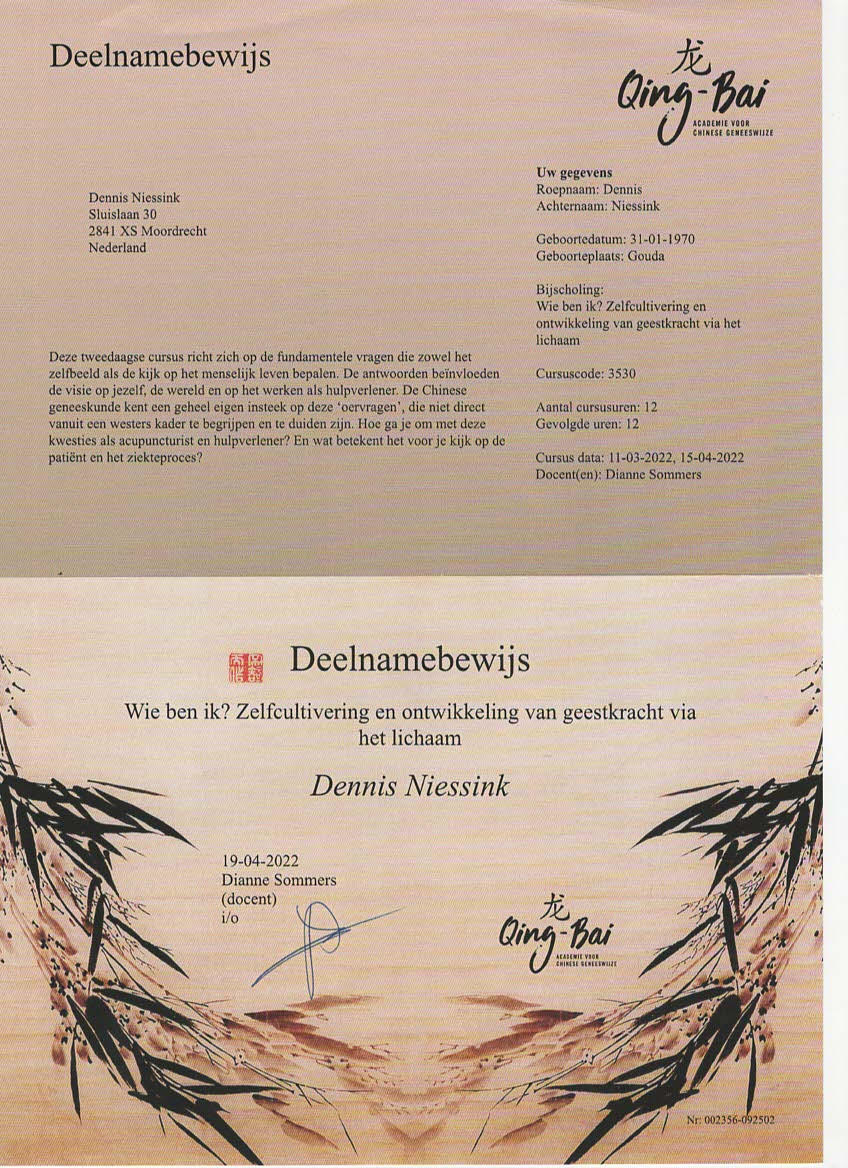 Deelnamebewijs
龙
Qing-Bai
ACADEMIE VOOR
CHINESE GENEESWIJZE
Dennis Niessink
Sluislaan 30
2841 XS Moordrecht
Nederland
Uw gegevens
Roepnaam: Dennis
Achternaam: Niessink
Geboortedatum: 31-01-1970
Geboorteplaats: Gouda
Bijscholing:
Wie ben ik? Zelfcultivering en
ontwikkeling van geestkracht via het
lichaam
Cursuscode: 3530
Aantal cursusuren: 12
Gevolgde uren: 12
Cursus data: 11-03-2022, 15-04-2022
Docent(en): Dianne Sommers
Deze tweedaagse cursus richt zich op de fundamentele vragen die zowel het
zelfbeeld als de kijk op het menselijk leven bepalen. De antwoorden beïnvloeden
de visie op jezelf, de wereld en op het werken als hulpverlener. De Chinese
geneeskunde kent een geheel eigen insteek op deze ‘oervragen’, die niet direct
vanuit een westers kader te begrijpen en te duiden zijn. Hoe ga je om met deze
kwesties als acupuncturist en hulpverlener? En wat betekent het voor je kijk op de
patiënt en het ziekteproces?
Deelnamebewijs
Wie ben ik? Zelfcultivering en ontwikkeling van geestkracht via
het lichaam
Dennis Niessink
19-04-2022
Dianne Sommers
(docent)
i/o
龙
Qing-Bai
ACADEMIE VOOR
CHINESE GENEESWIJZE
Nr: 002356-092502